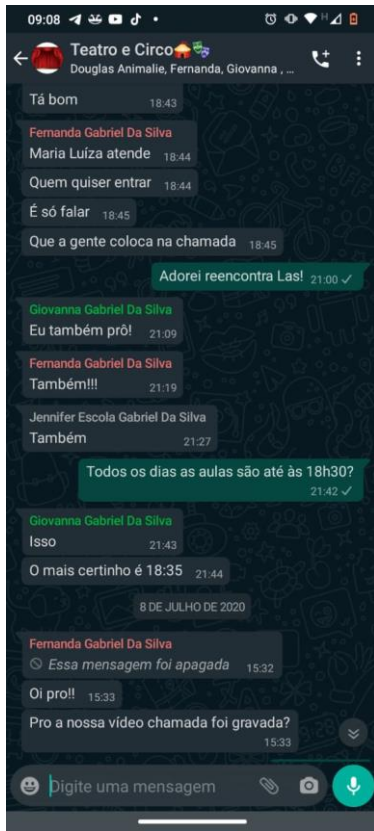 09:08
Teatro e Circo
Douglas Animalie, Fernanda, Giovanna , ...
Tá bom 18:43
Fernanda Gabriel Da Silva
Maria Luíza atende 18:44
Quem quiser entrar 18:44
É só falar 18:45
Que a gente coloca na chamada 18:45
Adorei reencontra Las! 21:00
Giovanna Gabriel Da Silva
Eu também prô! 21:09
Fernanda Gabriel Da Silva
Também!!! 21:19
Jennifer Escola Gabriel Da Silva
Também 21:27
Todos os dias as aulas são até às 18h30?
21:42
Giovanna Gabriel Da Silva
Isso 21:43
O mais certinho é 18:35 21:44
8 DE JULHO DE 2020
Fernanda Gabriel Da Silva
Essa mensagem foi apagada 15:32
Oi pro!! 15:33
Pro a nossa vídeo chamada foi gravada?
15:33
Digite uma mensagem